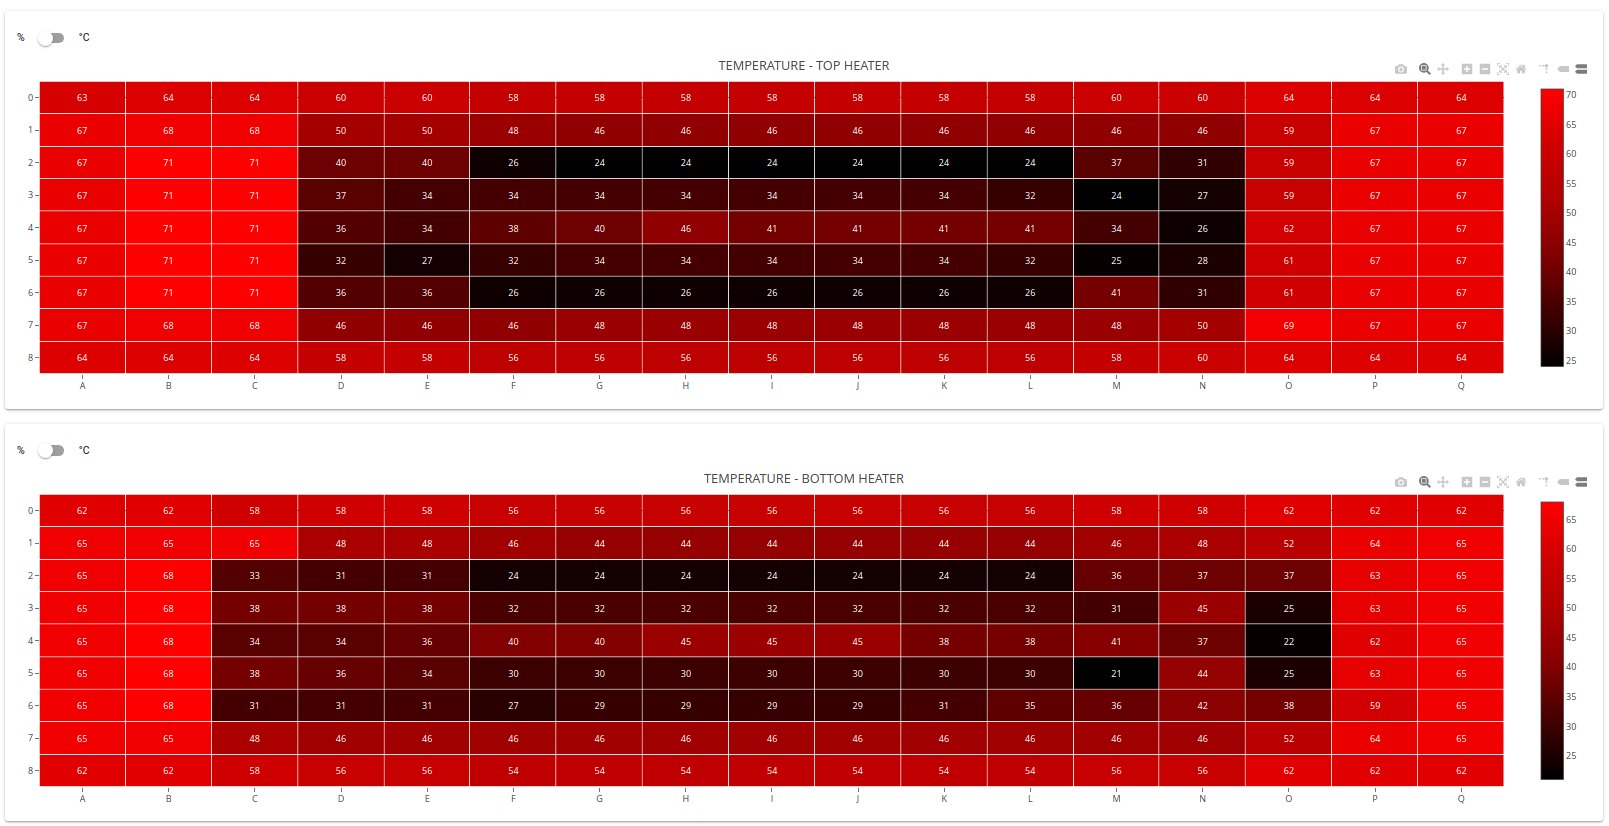 % °C
TEMPERATURE - TOP HEATER
0 63 64 64 60 60 58 58 58 58 58 58 58 60 60 64 64 64 70
1 67 68 68 50 50 48 46 46 46 46 46 46 46 46 59 67 67 65
2 67 71 71 40 40 26 24 24 24 24 24 24 37 31 59 67 67 60
3 67 71 71 37 34 34 34 34 34 34 34 32 24 27 59 67 67 55
4 67 71 71 36 34 38 40 46 41 41 41 41 34 26 62 67 67 50
45
5 67 71 71 32 27 32 34 34 34 34 34 32 25 28 61 67 67 40
6 67 71 71 36 36 26 26 26 26 26 26 26 41 31 61 67 67 35
7 67 68 68 46 46 46 48 48 48 48 48 48 48 50 69 67 67 30
8 64 64 64 58 58 56 56 56 56 56 56 56 58 60 64 64 64 25
A B C D E F G H I J K L M N O P Q
% °C
TEMPERATURE - BOTTOM HEATER
0 62 62 58 58 58 56 56 56 56 56 56 56 58 58 62 62 62 65
1 65 65 65 48 48 46 44 44 44 44 44 44 46 48 52 64 65 60
2 65 68 33 31 31 24 24 24 24 24 24 24 36 37 37 63 65 55
3 65 68 38 38 38 32 32 32 32 32 32 32 31 45 25 63 65 50
4 65 68 34 34 36 40 40 45 45 45 38 38 41 37 22 62 65 45
5 65 68 38 36 34 30 30 30 30 30 30 30 21 44 25 63 65 40
6 65 68 31 31 31 27 29 29 29 29 31 35 36 42 38 59 65 35
7 65 65 48 46 46 46 46 46 46 46 46 46 46 46 52 64 65 30
8 62 62 58 56 56 54 54 54 54 54 54 54 56 56 62 62 62 25
A B C D E F G H I J K L M N O P Q